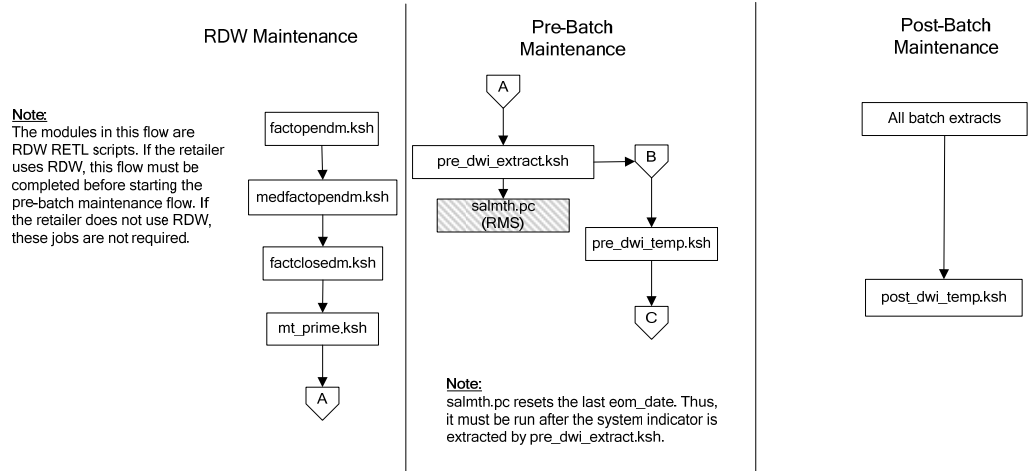 RDW Maintenance
Note:
The modules in this flow are
RDW RETL scripts. If the retailer
uses RDW, this flow must be
completed before starting the
pre-batch maintenance flow. If
the retailer does not use RDW,
these jobs are not required.
factopendm.ksh
medfactopendm.ksh
factclosedm.ksh
mt_prime.ksh
A
Pre-Batch
Maintenance
A
pre_dwi_extract.ksh
B
salmth.pc
(RMS)
pre_dwi_temp.ksh
C
Note:
salmth.pc resets the last eom_date. Thus,
it must be run after the system indicator is
extracted by pre_dwi_extract.ksh.
Post-Batch
Maintenance
All batch extracts
post_dwi_temp.ksh